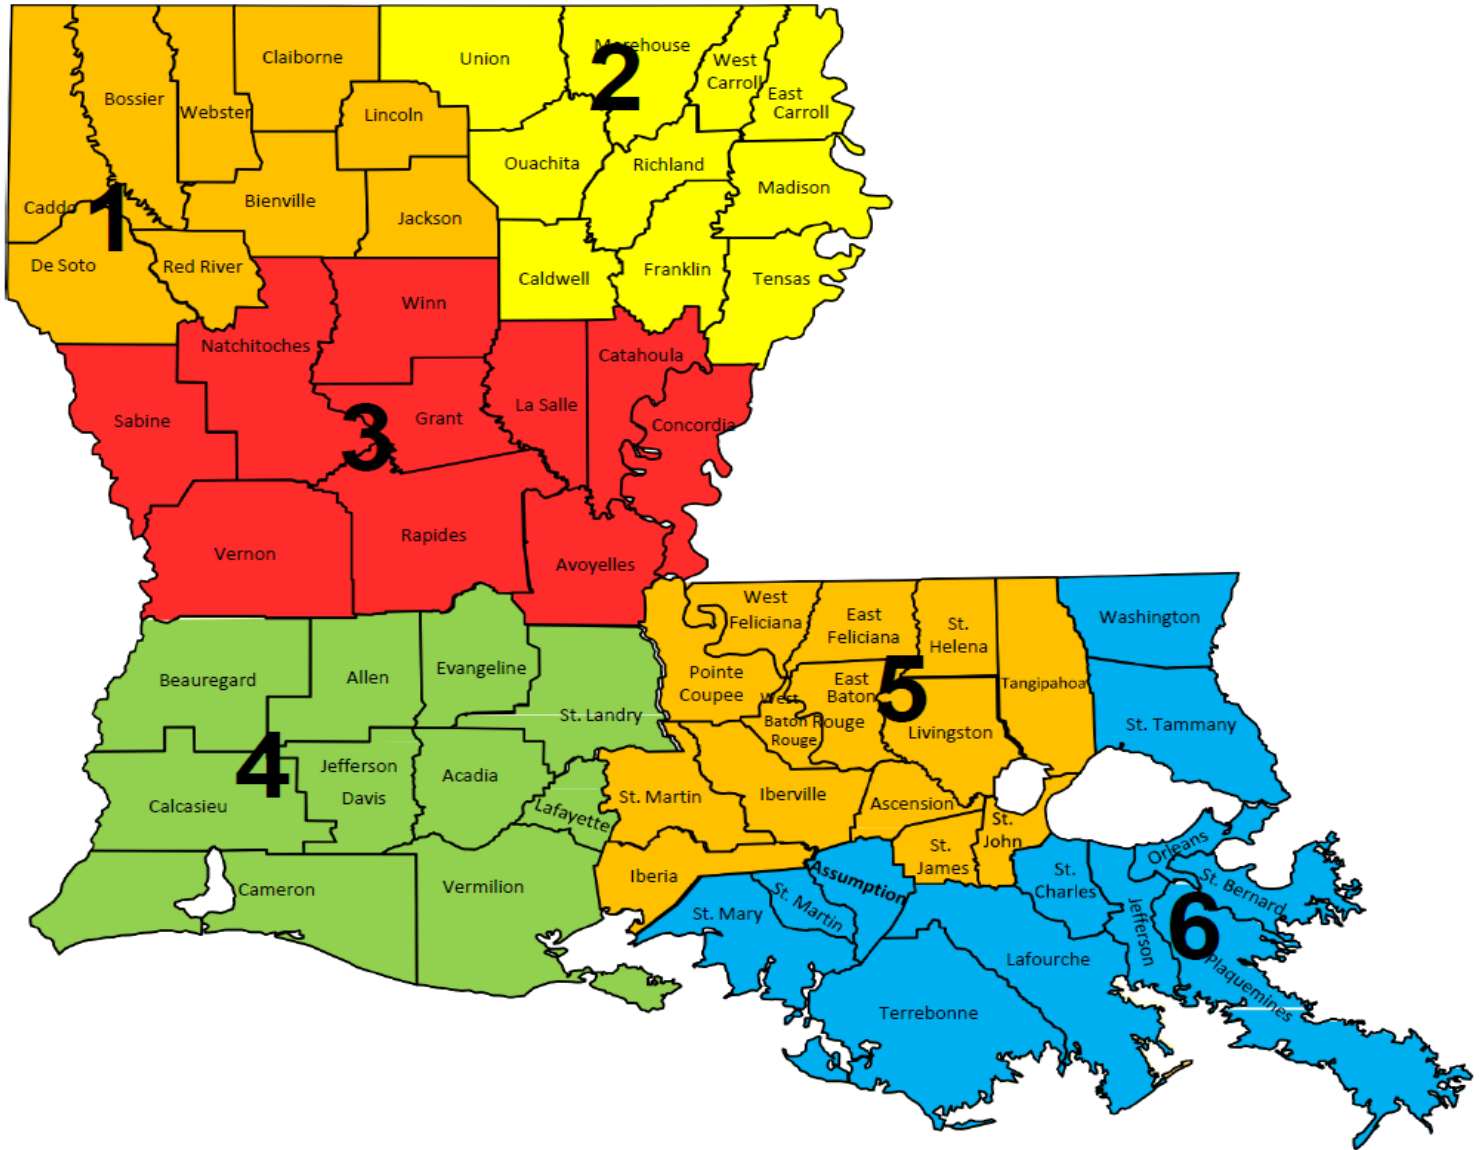 Claiborne
Union
Morehouse
West
Carroll
East
Carroll
Bossier
Webster
Lincoln
2
Ouachita
Richland
Madison
Caddo
1
Bienville
Jackson
De Soto
Red River
Caldwell
Franklin
Tensas
Winn
Natchitoches
Catahoula
Sabine
3
Grant
La Salle
Concordia
Vernon
Rapides
Avoyelles
West
Feliciana
East
Feliciana
St.
Helena
Washington
Beauregard
Allen
Evangeline
Pointe
Coupee
West
Baton
Rouge
East
Baton
Rouge
5
Tangipahoa
St. Landry
Livingston
St. Tammany
4
Jefferson
Davis
Acadia
Calcasieu
Lafayette
St. Martin
Iberville
Ascension
St.
John
St.
James
Orleans
Cameron
Vermilion
Iberia
Assumption
St.
Charles
St. Bernard
St. Mary
St. Martin
Jefferson
6
Lafourche
Plaquemines
Terrebonne